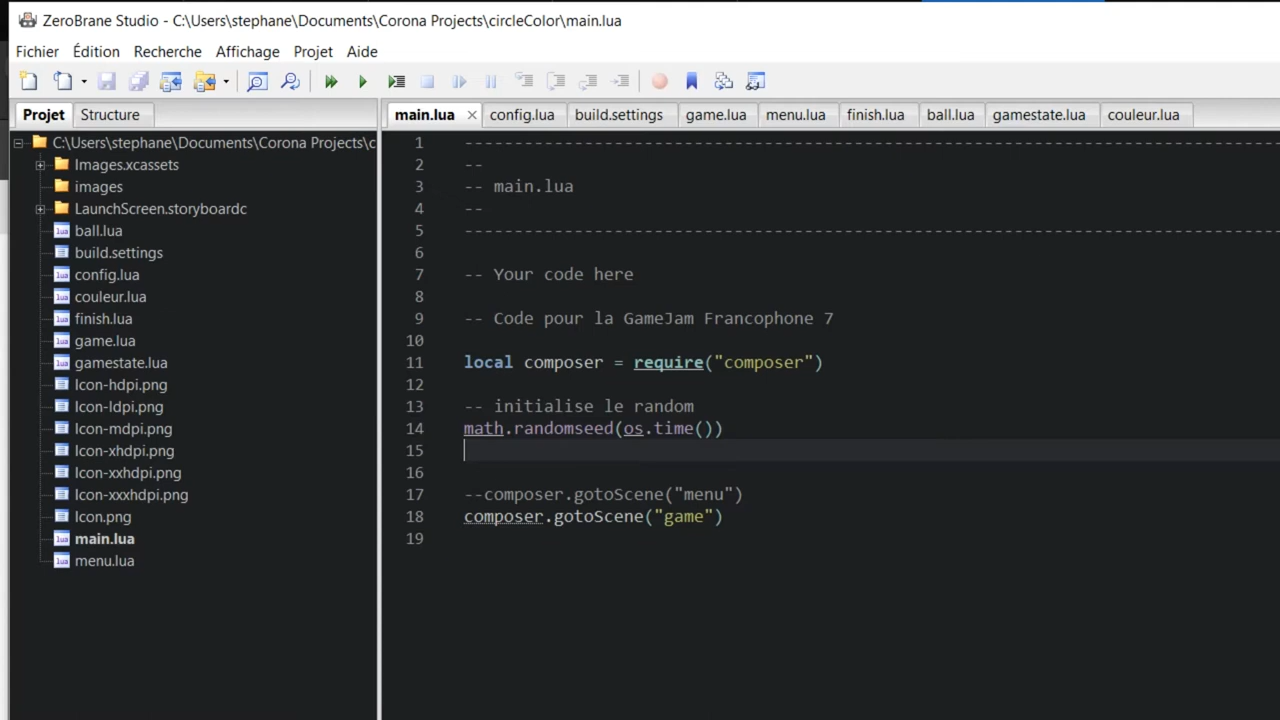 ZeroBrane Studio - C:\Users\stephane\Documents\Corona Projects\circleColor\main.lua
Fichier Édition Recherche Affichage Projet Aide
Projet Structure
C:\Users\stephane\Documents\Corona Projects\c
Images.xcassets
images
LaunchScreen.storyboardc
ball.lua
build.settings
config.lua
couleur.lua
finish.lua
game.lua
gamestate.lua
Icon-hdpi.png
Icon-ldpi.png
Icon-mdpi.png
Icon-xhdpi.png
Icon-xxhdpi.png
Icon-xxxhdpi.png
Icon.png
main.lua
menu.lua
main.lua config.lua build.settings game.lua menu.lua finish.lua ball.lua gamestate.lua couleur.lua
1 -----------------------------------------------------------------------------------------
2 --
3 -- main.lua
4 --
5 -----------------------------------------------------------------------------------------
6
7 -- Your code here
8
9 -- Code pour la GameJam Francophone 7
10
11 local composer = require("composer")
12
13 -- initialise le random
14 math.randomseed(os.time())
15
16
17 --composer.gotoScene("menu")
18 composer.gotoScene("game")
19